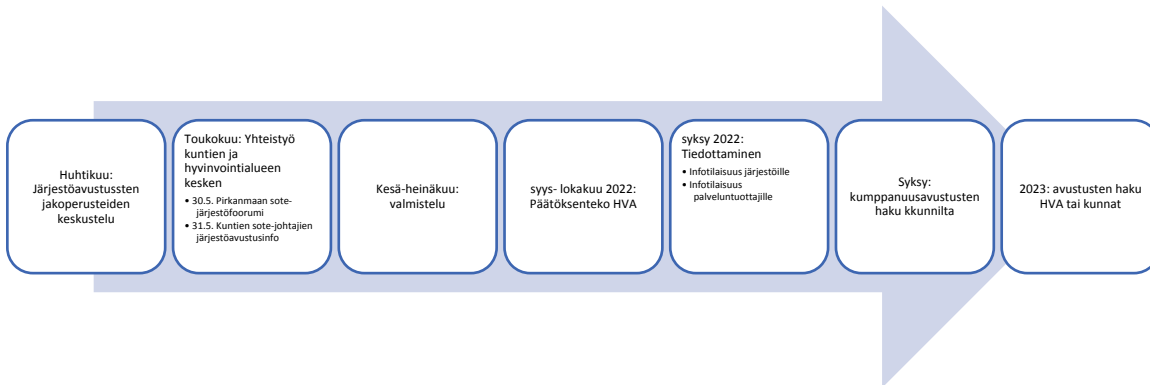 Huhtikuu:
Järjestöavustussten
jakoperusteiden
keskustelu
Toukokuu: Yhteistyö
kuntien ja
hyvinvointialueen
kesken
• 30.5. Pirkanmaan sote-
järjestöfoorumi
• 31.5. Kuntien sote-johtajien
järjestöavustusinfo
Kesä-heinäkuu:
valmistelu
syys- lokakuu 2022:
Päätöksenteko HVA
syksy 2022:
Tiedottaminen
• Infotilaisuus järjestöille
• Infotilaisuus
palveluntuottajille
Syksy:
kumppanuusavustusten
haku kkunnilta
2023: avustusten haku
HVA tai kunnat